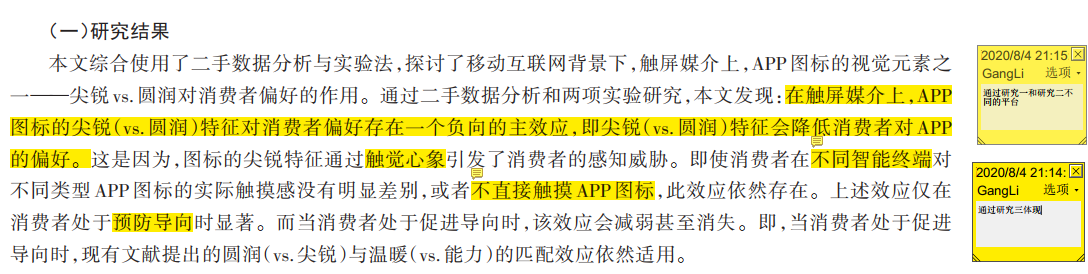 （一）研究结果
本文综合使用了二手数据分析与实验法，探讨了移动互联网背景下，触屏媒介上，APP图标的视觉元素之
一——尖锐vs.圆润对消费者偏好的作用。通过二手数据分析和两项实验研究，本文发现：在触屏媒介上，APP
图标的尖锐（vs.圆润）特征对消费者偏好存在一个负向的主效应，即尖锐（vs.圆润）特征会降低消费者对APP
的偏好。这是因为，图标的尖锐特征通过触觉心象引发了消费者的感知威胁。即使消费者在不同智能终端对
不同类型APP图标的实际触摸感没有明显差别，或者不直接触摸APP图标，此效应依然存在。上述效应仅在
消费者处于预防导向时显著。而当消费者处于促进导向时，该效应会减弱甚至消失。即，当消费者处于促进
导向时，现有文献提出的圆润（vs.尖锐）与温暖（vs.能力）的匹配效应依然适用。
2020/8/4 21:15
GangLi 选项
通过研究一和研究二不
同的平台
2020/8/4 21:14:
GangLi 选项
通过研究三体现